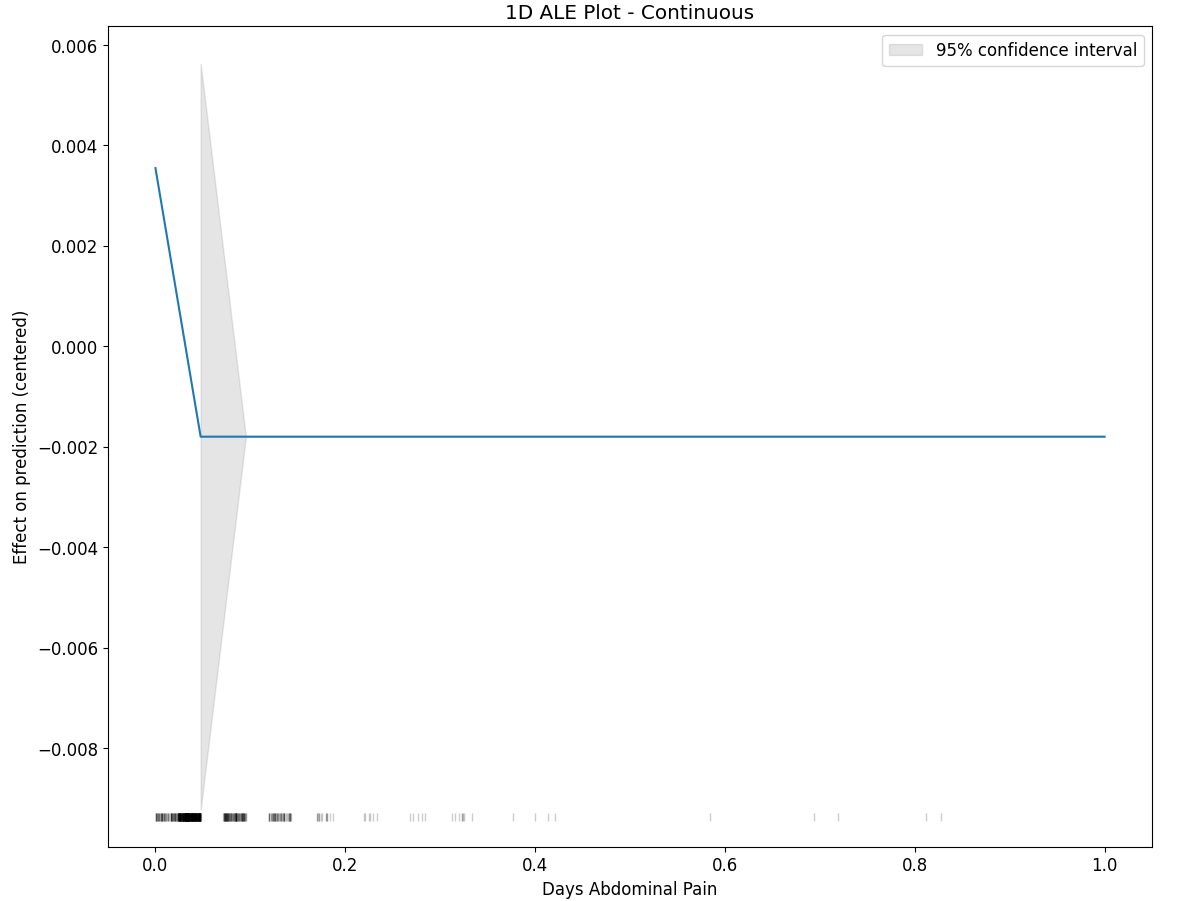 1D ALE Plot - Continuous
95% confidence interval
0.006
0.004
0.002
0.000
−0.002
−0.004
−0.006
−0.008
Effect on prediction (centered)
0.0 0.2 0.4 0.6 0.8 1.0
Days Abdominal Pain